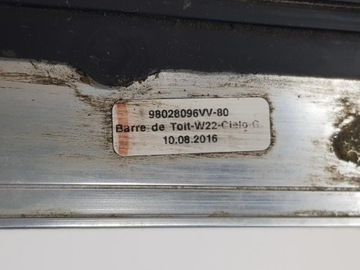 98028096VV-80
Barre de Toit-W22-Cielo G
10.08.2016